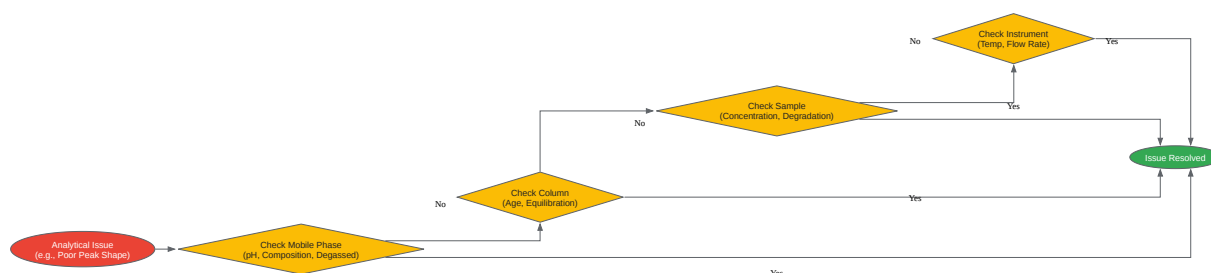 Check Instrument
(Temp, Flow Rate)
No
Yes
Check Sample
(Concentration, Degradation)
Yes
No
Issue Resolved
Check Column
(Age, Equilibration)
No
Yes
Analytical Issue
(e.g., Poor Peak Shape)
Check Mobile Phase
(pH, Composition, Degassed)
Yes